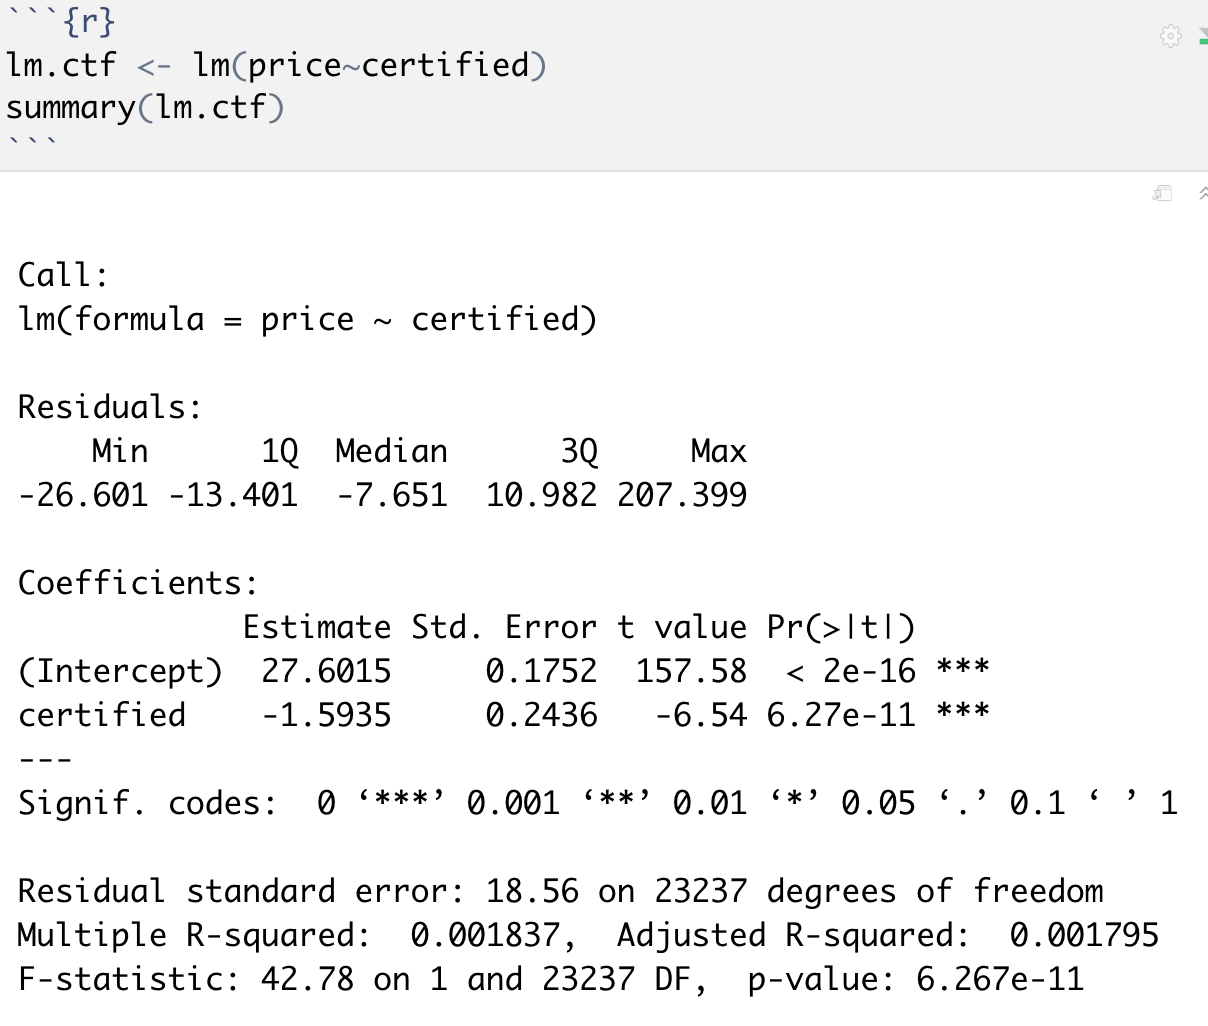 ```{r}
lm.ctf <- lm(price~certified)
summary(lm.ctf)
```
Call:
lm(formula = price ~ certified)
Residuals:
    Min      1Q  Median      3Q     Max
-26.601 -13.401  -7.651  10.982 207.399
Coefficients:
            Estimate Std. Error t value Pr(>|t|)
(Intercept)  27.6015     0.1752  157.58  < 2e-16 ***
certified    -1.5935     0.2436   -6.54 6.27e-11 ***
---
Signif. codes:  0 ‘***’ 0.001 ‘**’ 0.01 ‘*’ 0.05 ‘.’ 0.1 ‘ ’ 1
Residual standard error: 18.56 on 23237 degrees of freedom
Multiple R-squared:  0.001837,  Adjusted R-squared:  0.001795
F-statistic: 42.78 on 1 and 23237 DF,  p-value: 6.267e-11